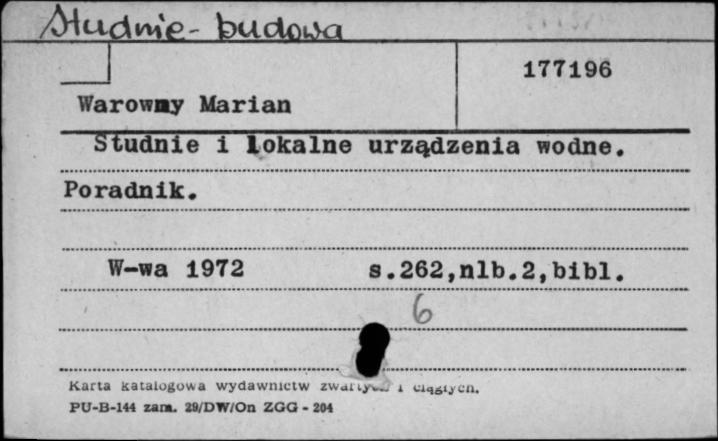 Studnie - budowa
177196
Warowny Marian
Studnie i lokalne urządzenia wodne.
Poradnik.
W-wa 1972 s.262,nlb.2,bibl.
6
Karta katalogowa wydawnictw zwartych i ciągłych.
PU-B-144 zam. 29/DW/On ZGG - 204